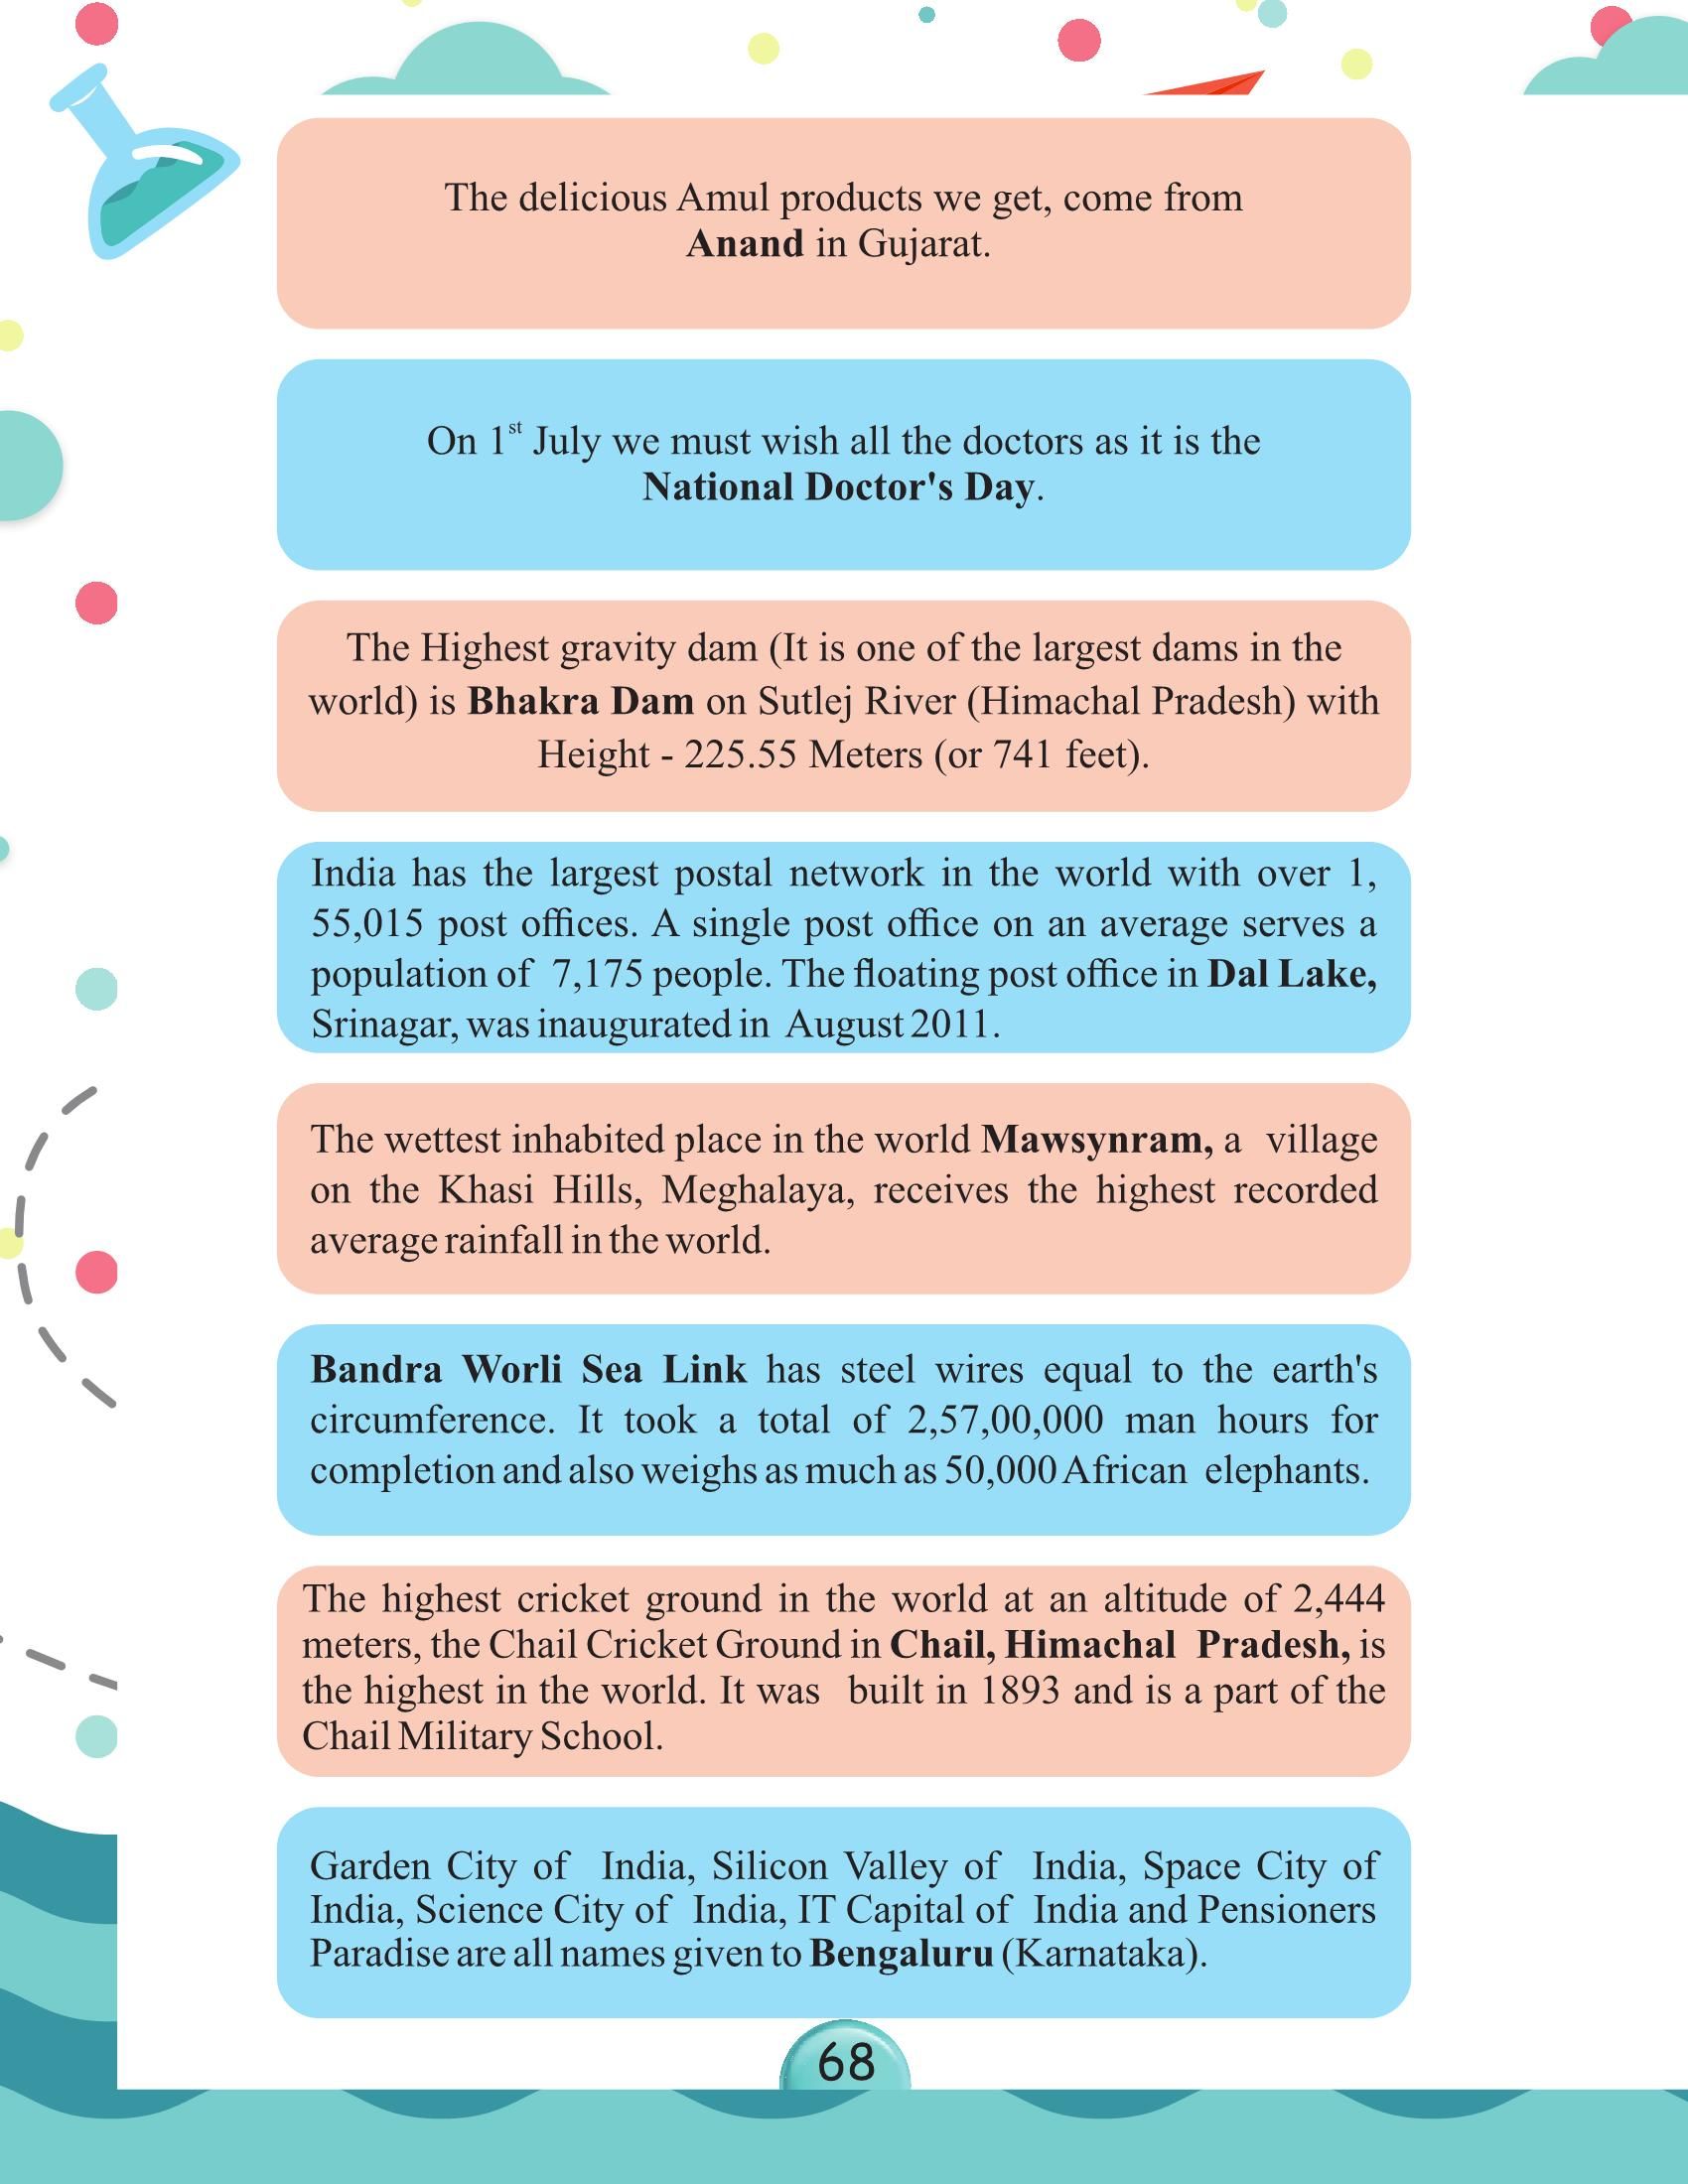 The delicious Amul products we get, come from
Anand in Gujarat.
On 1st July we must wish all the doctors as it is the
National Doctor's Day.
The Highest gravity dam (It is one of the largest dams in the
world) is Bhakra Dam on Sutlej River (Himachal Pradesh) with
Height - 225.55 Meters (or 741 feet).
India has the largest postal network in the world with over 1,
55,015 post offices. A single post office on an average serves a
population of 7,175 people. The floating post office in Dal Lake,
Srinagar, was inaugurated in August 2011.
The wettest inhabited place in the world Mawsynram, a village
on the Khasi Hills, Meghalaya, receives the highest recorded
average rainfall in the world.
Bandra Worli Sea Link has steel wires equal to the earth's
circumference. It took a total of 2,57,00,000 man hours for
completion and also weighs as much as 50,000 African elephants.
The highest cricket ground in the world at an altitude of 2,444
meters, the Chail Cricket Ground in Chail, Himachal Pradesh, is
the highest in the world. It was built in 1893 and is a part of the
Chail Military School.
Garden City of India, Silicon Valley of India, Space City of
India, Science City of India, IT Capital of India and Pensioners
Paradise are all names given to Bengaluru (Karnataka).
68